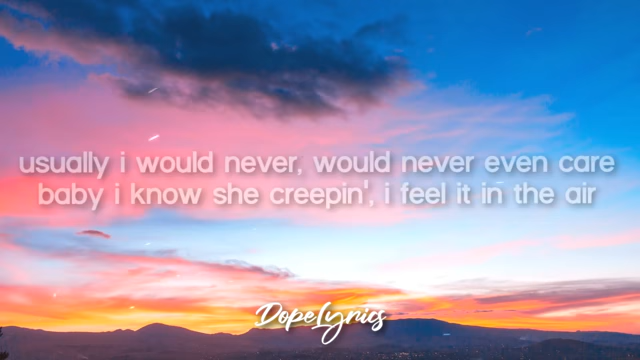 usually i would never, would never even care
baby i know she creepin', i feel it in the air
DopeLyrics